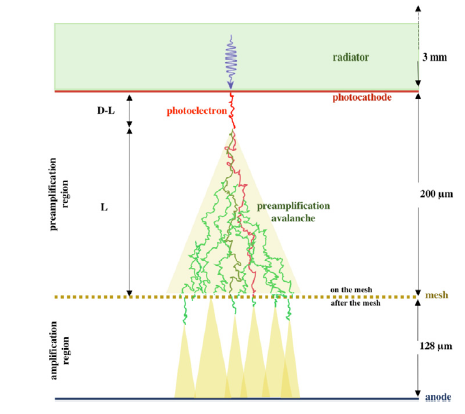 radiator
3 mm
photocathode
D-L
photoelectron
preamplification
region
L
preamplification
avalanche
200 μm
on the mesh
mesh
after the mesh
amplification
region
128 μm
anode